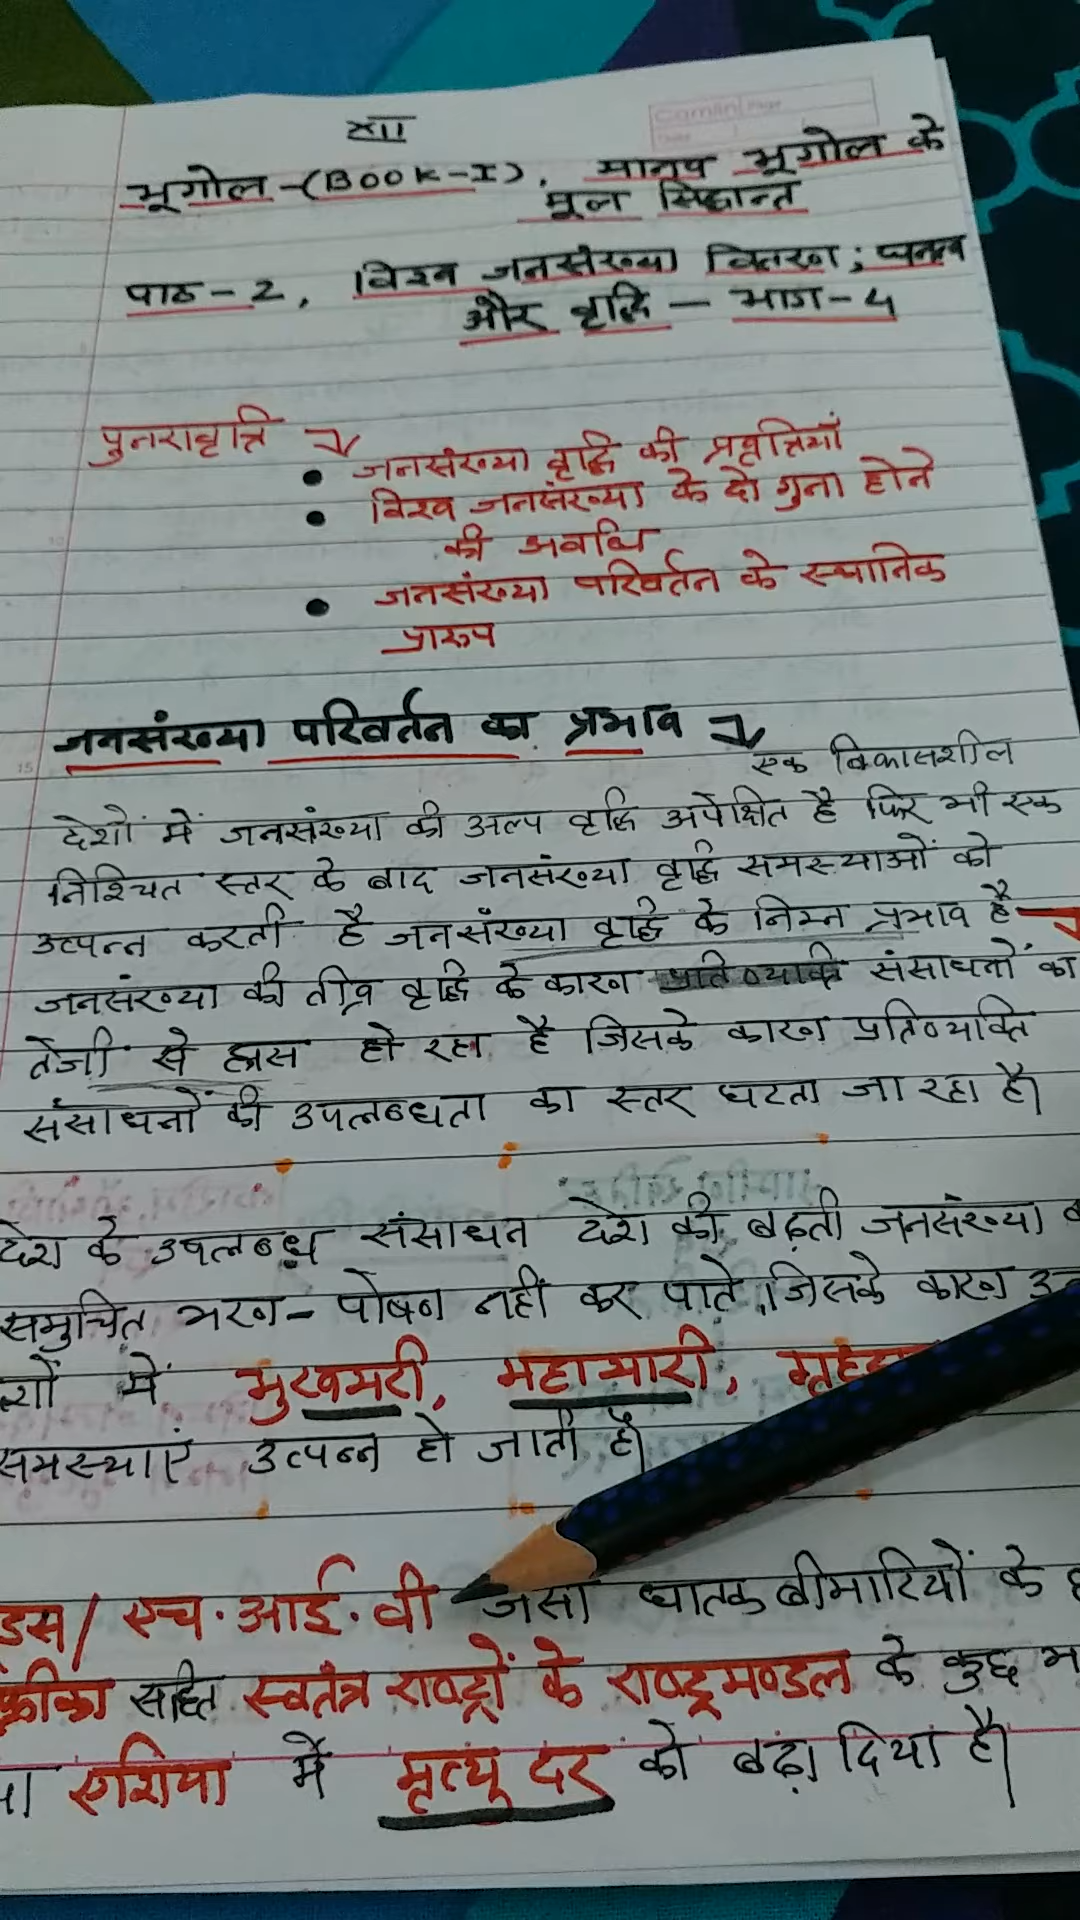 XII
भूगोल-(BOOK-I), मानव भूगोल के
मूल सिद्धान्त
पाठ-2, विश्व जनसंख्या वितरण; घनत्व
और वृद्धि - भाग-4
पुनरावृत्ति
• जनसंख्या वृद्धि की प्रवृत्तियाँ
• विश्व जनसंख्या के दो गुना होने
की अवधि
• जनसंख्या परिवर्तन के स्थानिक
प्रारूप
जनसंख्या परिवर्तन का प्रभाव
एक विकासशील
देशों में जनसंख्या की अल्प वृद्धि अपेक्षित है फिर भी एक
निश्चित स्तर के बाद जनसंख्या वृद्धि समस्याओं को
उत्पन्न करती है जनसंख्या वृद्धि के निम्न प्रभाव है
जनसंख्या की तीव्र वृद्धि के कारण संसाधनों का
तेजी से ह्रास हो रहा है जिसके कारण प्रतिव्यक्ति
संसाधनों की उपलब्धता का स्तर घटता जा रहा है।
देश के उपलब्ध संसाधन देश की बढ़ती जनसंख्या
समुचित भरण-पोषण नहीं कर पाते, जिसके कारण
में भुखमरी, महामारी,
समस्याएं उत्पन्न हो जाती है।
/ एच.आई.वी जैसी घातक बीमारियों के
सहित स्वतंत्र राष्ट्रों के राष्ट्रमण्डल के कुछ
एशिया में मृत्यु दर को बढ़ा दिया है।